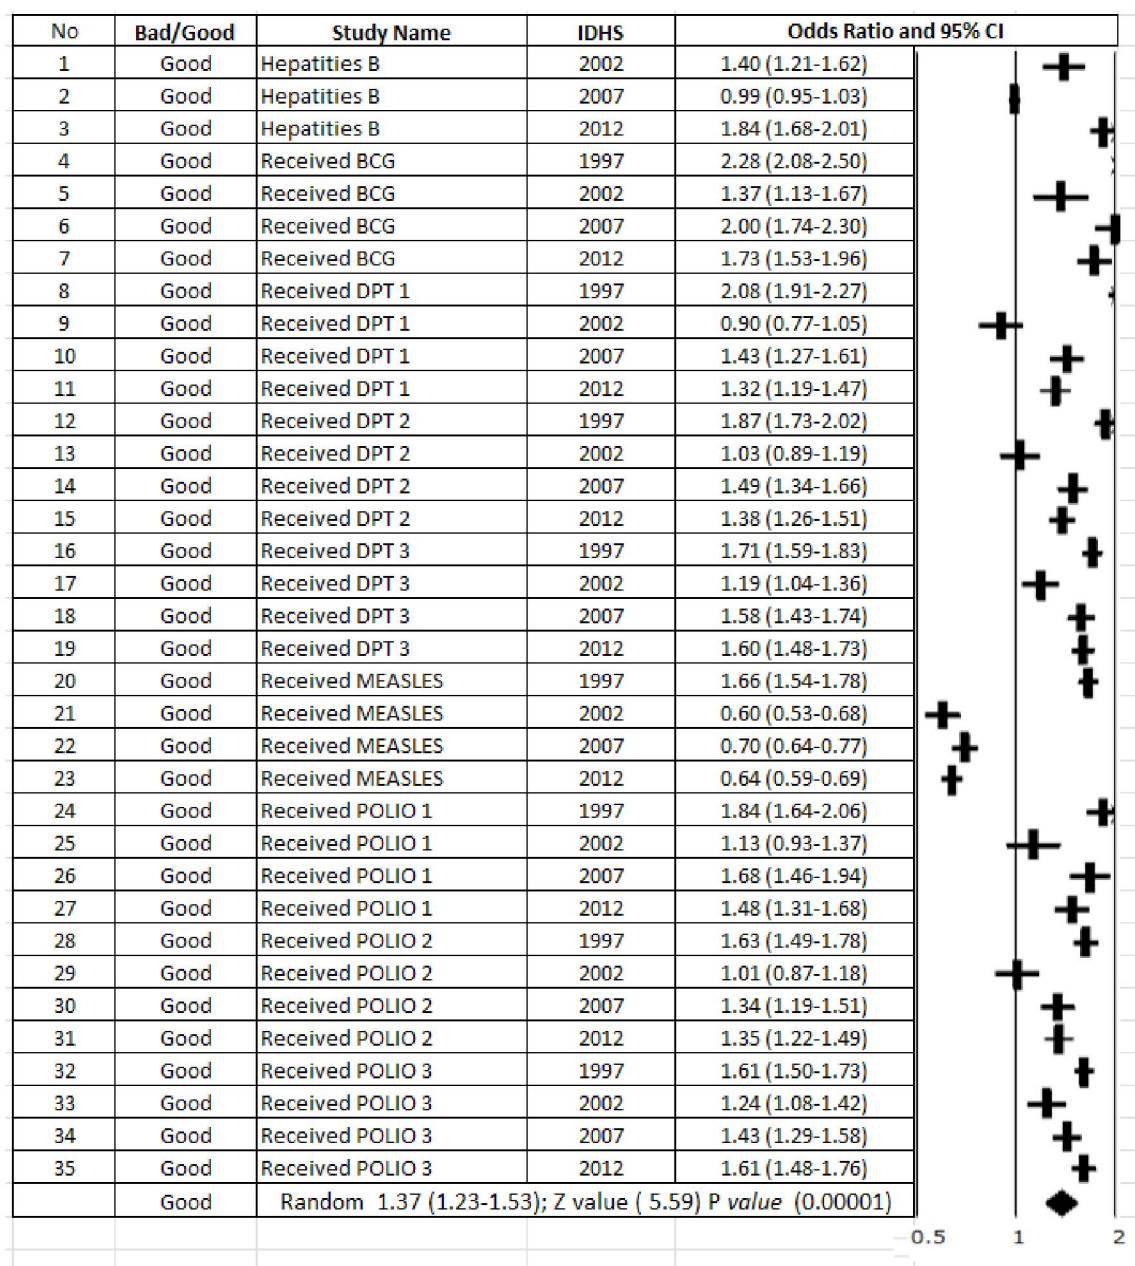 No Bad/Good Study Name IDHS Odds Ratio and 95% CI
1 Good Hepatities B 2002 1.40 (1.21-1.62)
2 Good Hepatities B 2007 0.99 (0.95-1.03)
3 Good Hepatities B 2012 1.84 (1.68-2.01)
4 Good Received BCG 1997 2.28 (2.08-2.50)
5 Good Received BCG 2002 1.37 (1.13-1.67)
6 Good Received BCG 2007 2.00 (1.74-2.30)
7 Good Received BCG 2012 1.73 (1.53-1.96)
8 Good Received DPT 1 1997 2.08 (1.91-2.27)
9 Good Received DPT 1 2002 0.90 (0.77-1.05)
10 Good Received DPT 1 2007 1.43 (1.27-1.61)
11 Good Received DPT 1 2012 1.32 (1.19-1.47)
12 Good Received DPT 2 1997 1.87 (1.73-2.02)
13 Good Received DPT 2 2002 1.03 (0.89-1.19)
14 Good Received DPT 2 2007 1.49 (1.34-1.66)
15 Good Received DPT 2 2012 1.38 (1.26-1.51)
16 Good Received DPT 3 1997 1.71 (1.59-1.83)
17 Good Received DPT 3 2002 1.19 (1.04-1.36)
18 Good Received DPT 3 2007 1.58 (1.43-1.74)
19 Good Received DPT 3 2012 1.60 (1.48-1.73)
20 Good Received MEASLES 1997 1.66 (1.54-1.78)
21 Good Received MEASLES 2002 0.60 (0.53-0.68)
22 Good Received MEASLES 2007 0.70 (0.64-0.77)
23 Good Received MEASLES 2012 0.64 (0.59-0.69)
24 Good Received POLIO 1 1997 1.84 (1.64-2.06)
25 Good Received POLIO 1 2002 1.13 (0.93-1.37)
26 Good Received POLIO 1 2007 1.68 (1.46-1.94)
27 Good Received POLIO 1 2012 1.48 (1.31-1.68)
28 Good Received POLIO 2 1997 1.63 (1.49-1.78)
29 Good Received POLIO 2 2002 1.01 (0.87-1.18)
30 Good Received POLIO 2 2007 1.34 (1.19-1.51)
31 Good Received POLIO 2 2012 1.35 (1.22-1.49)
32 Good Received POLIO 3 1997 1.61 (1.50-1.73)
33 Good Received POLIO 3 2002 1.24 (1.08-1.42)
34 Good Received POLIO 3 2007 1.43 (1.29-1.58)
35 Good Received POLIO 3 2012 1.61 (1.48-1.76)
Good Random 1.37 (1.23-1.53); Z value ( 5.59) P value (0.00001)
0.5 1 2